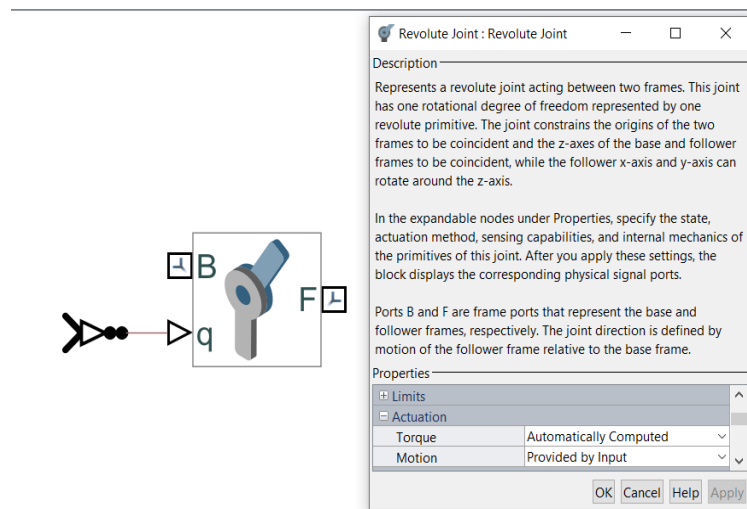 Revolute Joint : Revolute Joint
Description
Represents a revolute joint acting between two frames. This joint
has one rotational degree of freedom represented by one
revolute primitive. The joint constrains the origins of the two
frames to be coincident and the z-axes of the base and follower
frames to be coincident, while the follower x-axis and y-axis can
rotate around the z-axis.
In the expandable nodes under Properties, specify the state,
actuation method, sensing capabilities, and internal mechanics of
the primitives of this joint. After you apply these settings, the
block displays the corresponding physical signal ports.
Ports B and F are frame ports that represent the base and
follower frames, respectively. The joint direction is defined by
motion of the follower frame relative to the base frame.
Properties
Limits
Actuation
Torque Automatically Computed
Motion Provided by Input
OK Cancel Help Apply
B
F
q